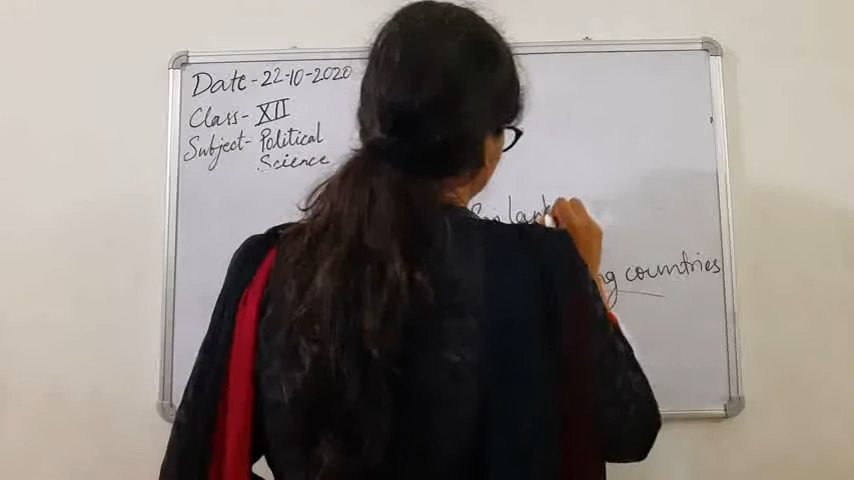 Date - 22-10-2020
Class - XII
Subject - Political
Science
countries